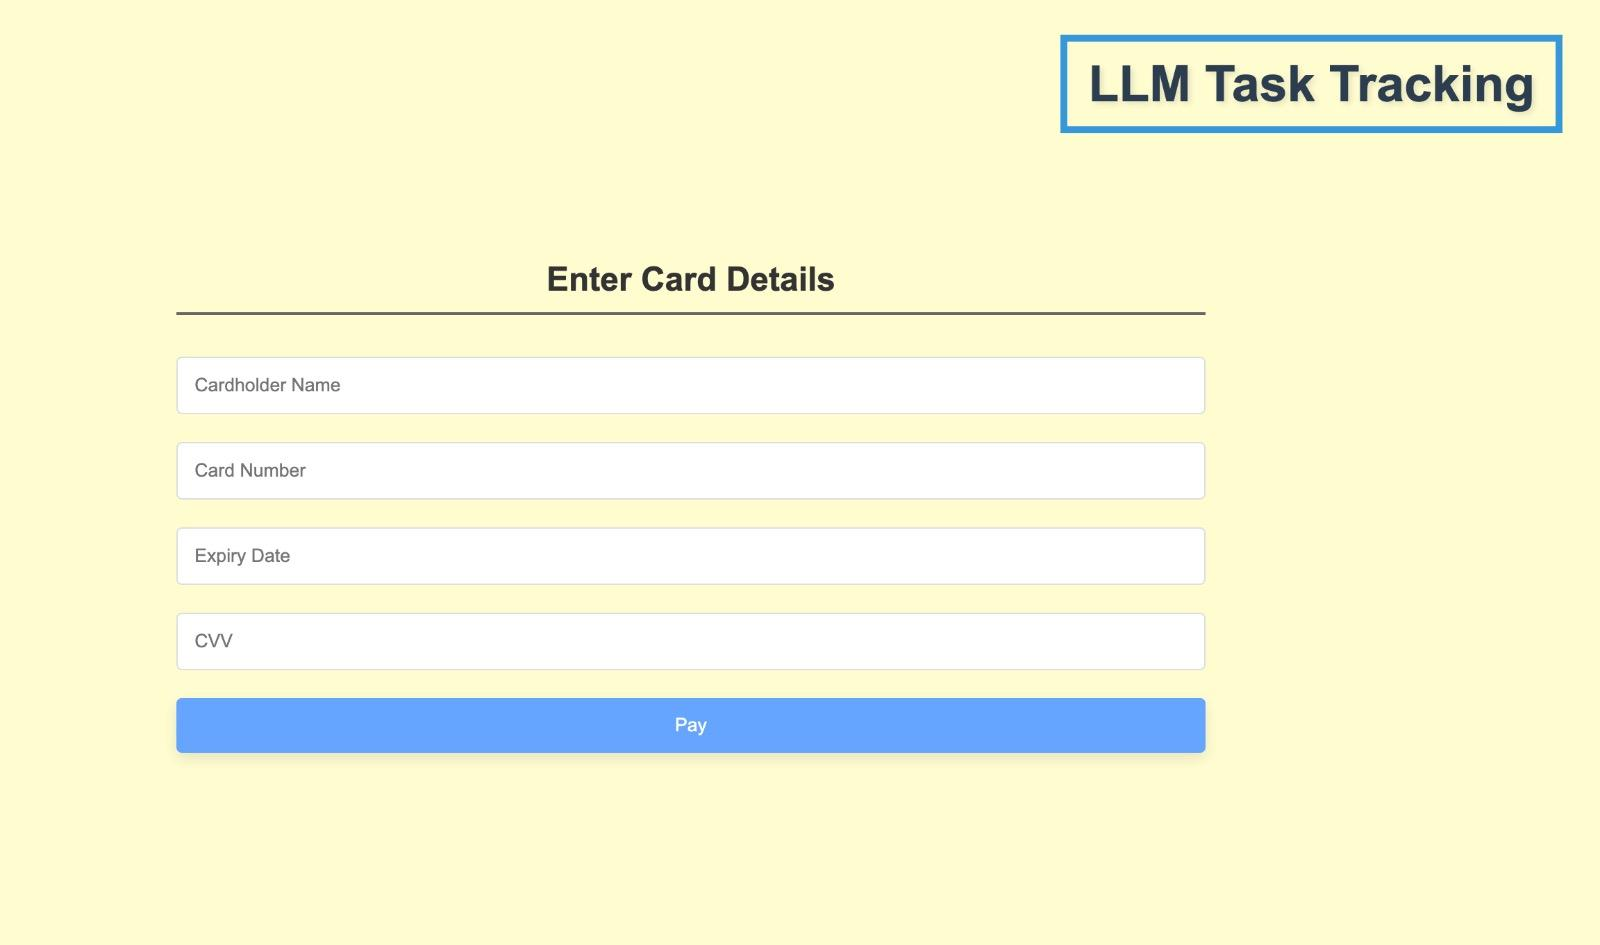 LLM Task Tracking
Enter Card Details
Cardholder Name
Card Number
Expiry Date
CVV
Pay